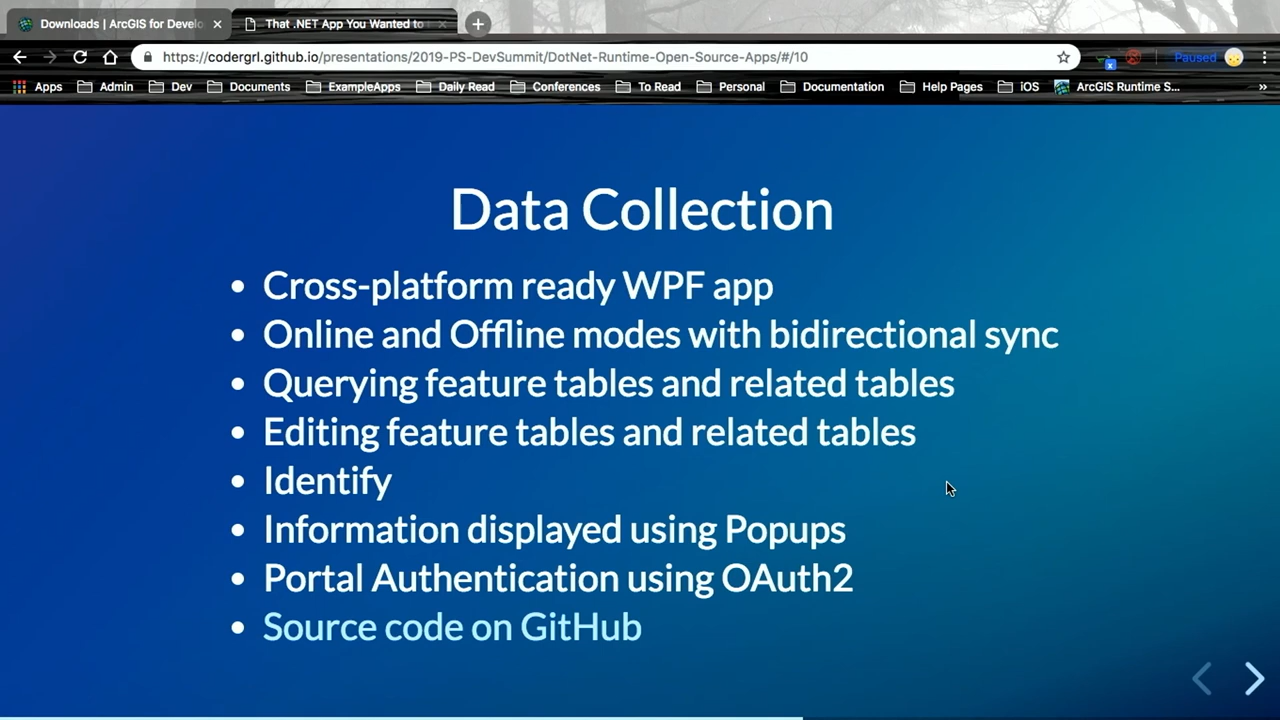 Downloads | ArcGIS for Develo
That .NET App You Wanted to
https://codergrl.github.io/presentations/2019-PS-DevSummit/DotNet-Runtime-Open-Source-Apps/#/10
Paused
Apps
Admin
Dev
Documents
ExampleApps
Daily Read
Conferences
To Read
Personal
Documentation
Help Pages
iOS
ArcGIS Runtime S...
Data Collection
• Cross-platform ready WPF app
• Online and Offline modes with bidirectional sync
• Querying feature tables and related tables
• Editing feature tables and related tables
• Identify
• Information displayed using Popups
• Portal Authentication using OAuth2
• Source code on GitHub